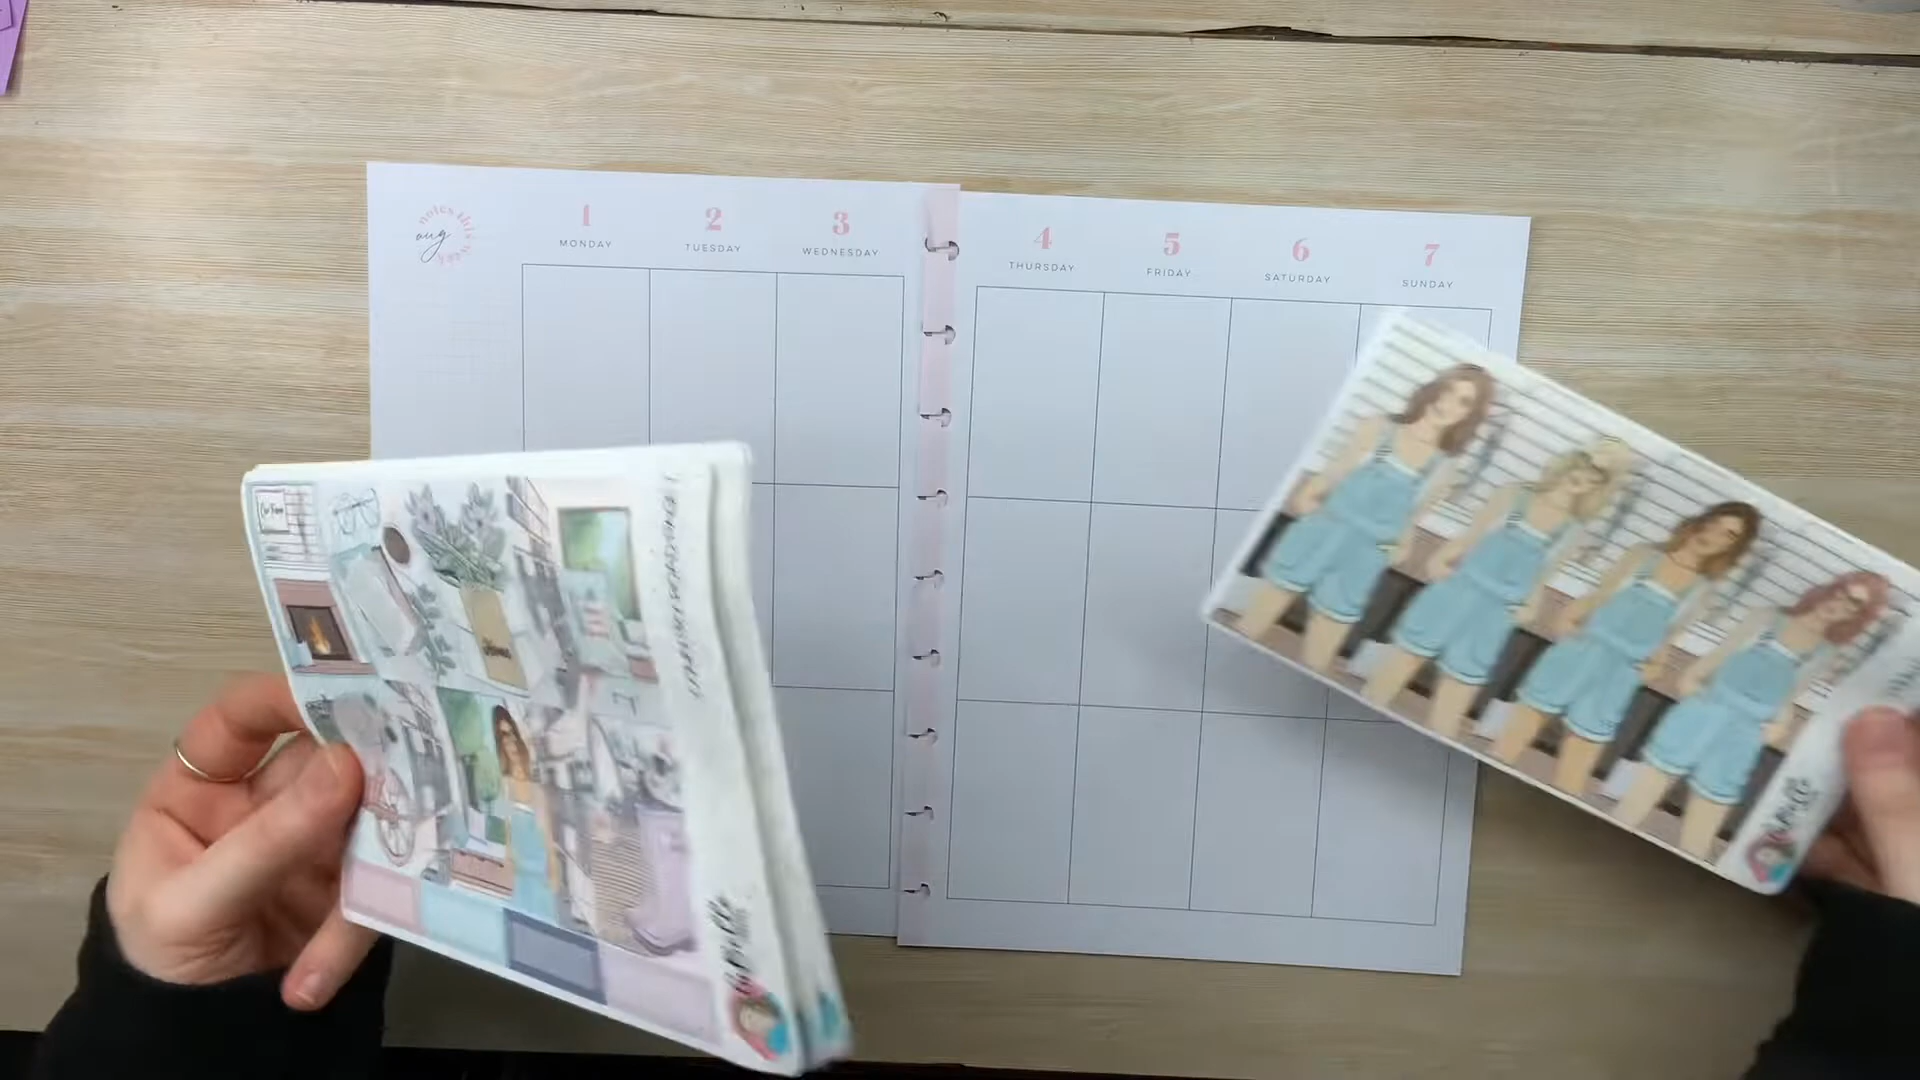 notes this week
aug
1
MONDAY
2
TUESDAY
3
WEDNESDAY
4
THURSDAY
5
FRIDAY
6
SATURDAY
7
SUNDAY